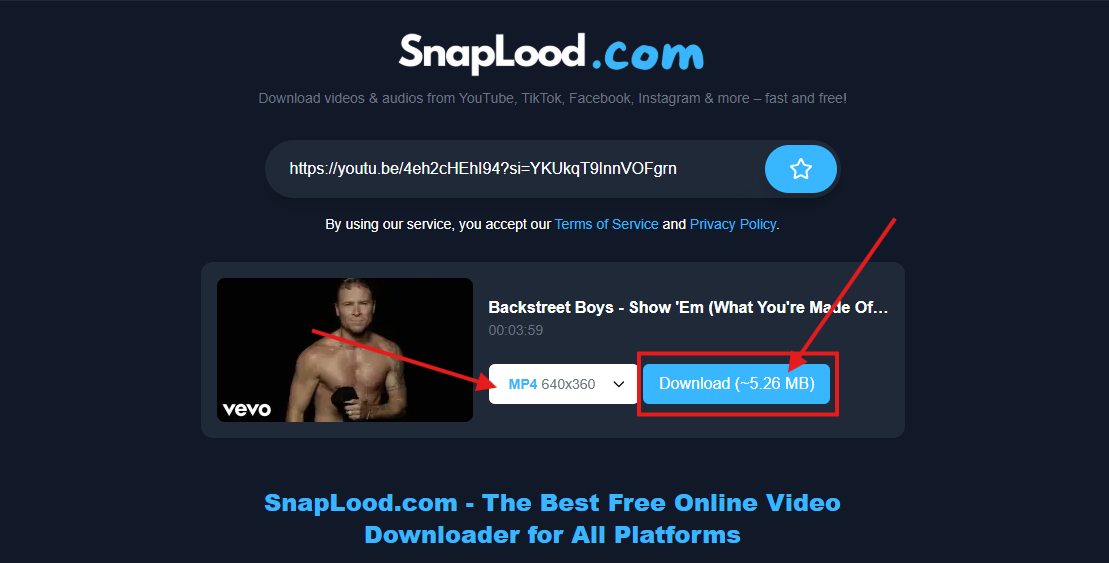 SnapLood.com
Download videos & audios from YouTube, TikTok, Facebook, Instagram & more – fast and free!
https://youtu.be/4eh2cHEhI94?si=YKUkqT9lnnVOFgrn
By using our service, you accept our Terms of Service and Privacy Policy.
Backstreet Boys - Show 'Em (What You're Made Of...
00:03:59
MP4 640x360
Download (~5.26 MB)
vevo
SnapLood.com - The Best Free Online Video
Downloader for All Platforms